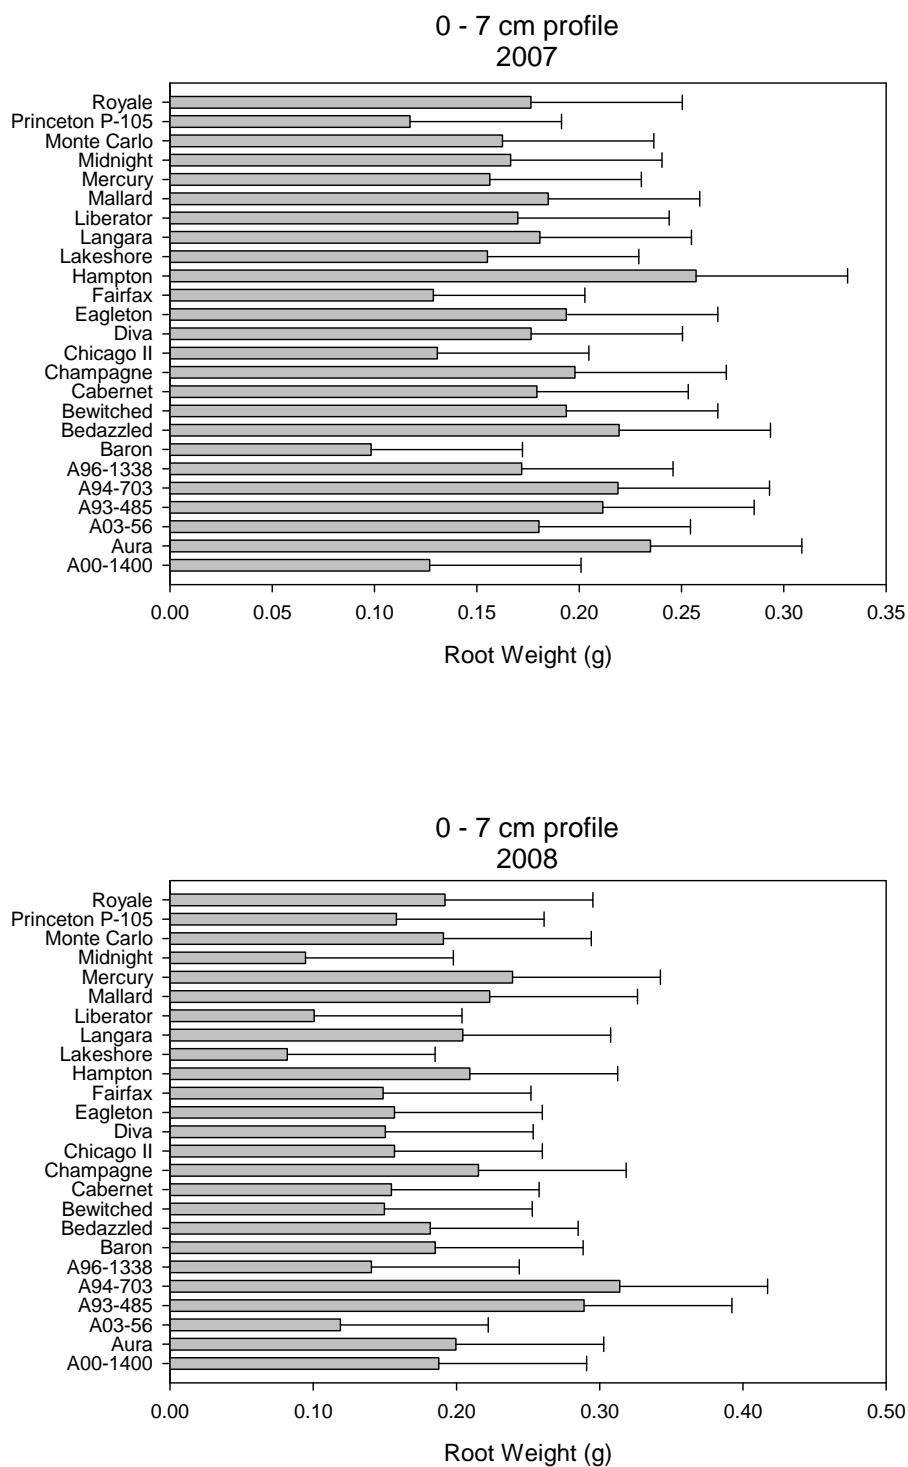 0 - 7 cm profile
2007
Royale
Princeton P-105
Monte Carlo
Midnight
Mercury
Mallard
Liberator
Langara
Lakeshore
Hampton
Fairfax
Eagleton
Diva
Chicago II
Champagne
Cabernet
Bewitched
Bedazzled
Baron
A96-1338
A94-703
A93-485
A03-56
Aura
A00-1400
0.00 0.05 0.10 0.15 0.20 0.25 0.30 0.35
Root Weight (g)
0 - 7 cm profile
2008
Royale
Princeton P-105
Monte Carlo
Midnight
Mercury
Mallard
Liberator
Langara
Lakeshore
Hampton
Fairfax
Eagleton
Diva
Chicago II
Champagne
Cabernet
Bewitched
Bedazzled
Baron
A96-1338
A94-703
A93-485
A03-56
Aura
A00-1400
0.00 0.10 0.20 0.30 0.40 0.50
Root Weight (g)